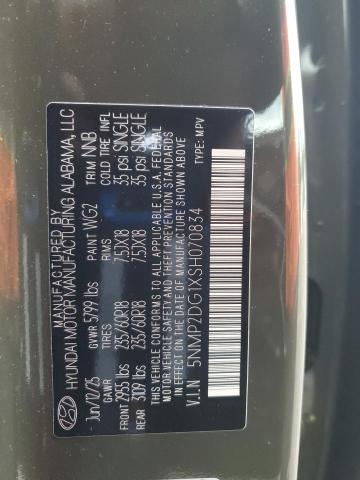 MANUFACTURED BY
HYUNDAI MOTOR MANUFACTURING ALABAMA, LLC
Jun/12/25 GVWR 5799 lbs PAINT WG2 TRIM NNB
GAWR RIMS COLD TIRE INFL
FRONT 2935 lbs 235/60R18 7.5JX18 35 psi SINGLE
REAR 3109 lbs 235/60R18 7.5JX18 35 psi SINGLE
THIS VEHICLE CONFORMS TO ALL APPLICABLE U.S.A. FEDERAL
MOTOR VEHICLE SAFETY AND THEFT PREVENTION STANDARDS
IN EFFECT ON THE DATE OF MANUFACTURE SHOWN ABOVE.
V.I.N 5NMP2DG1XSH070834 TYPE: MPV